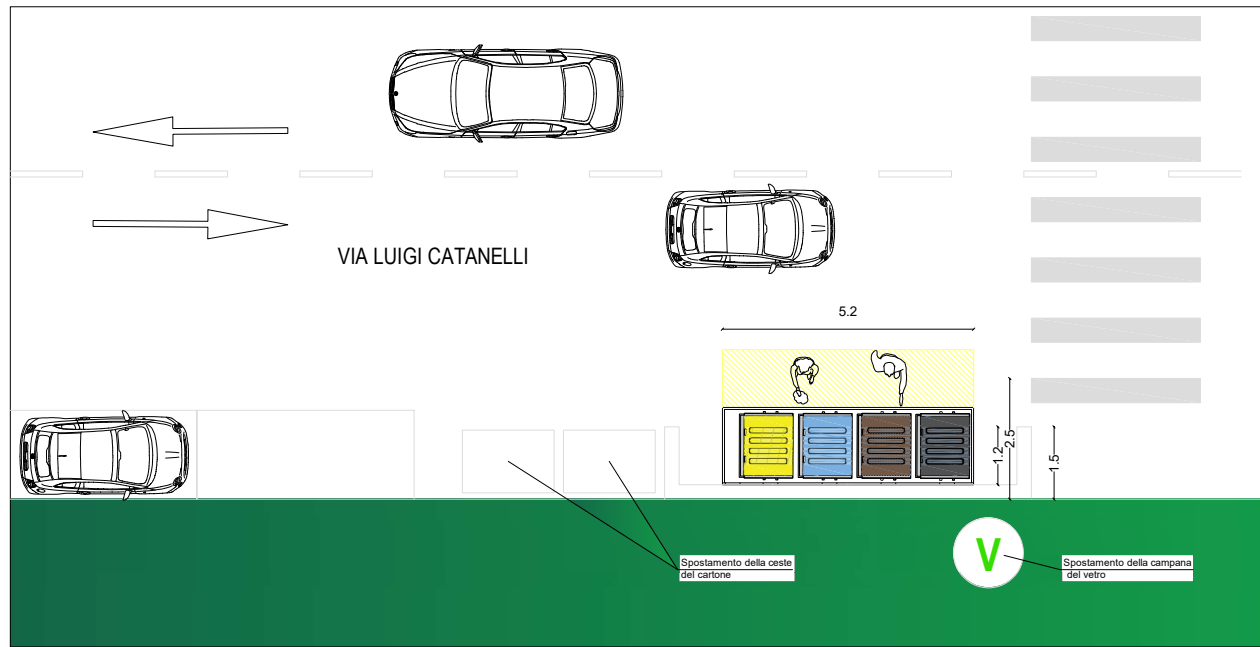 VIA LUIGI CATANELLI
5.2
2.5
1.2
1.5
V
Spostamento della ceste
del cartone
Spostamento della campana
del vetro